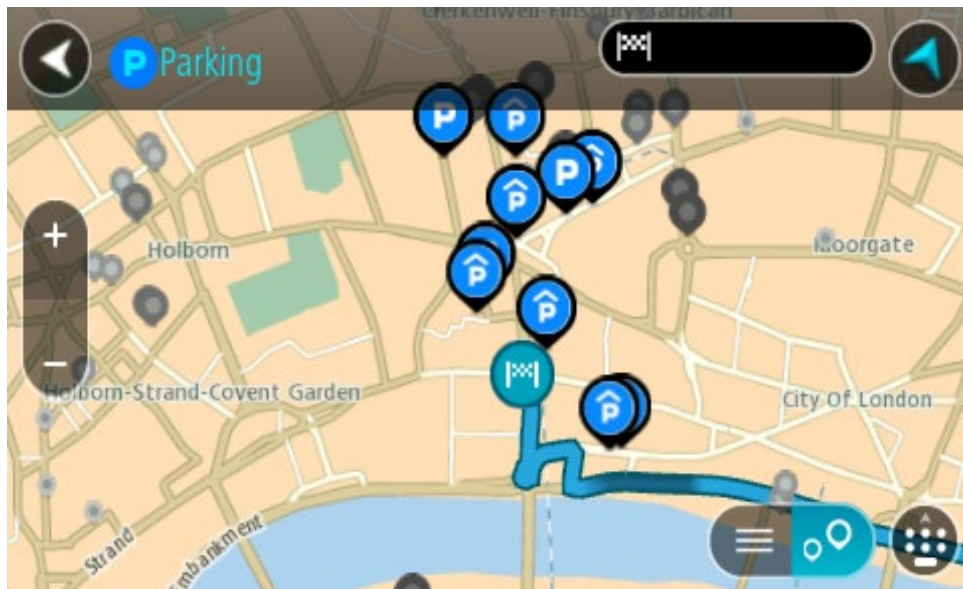 Clerkenwell-Finsbury-Barbican
Parking
Holborn
Moorgate
Holborn-Strand-Covent Garden
City Of London
Strand
Embankment